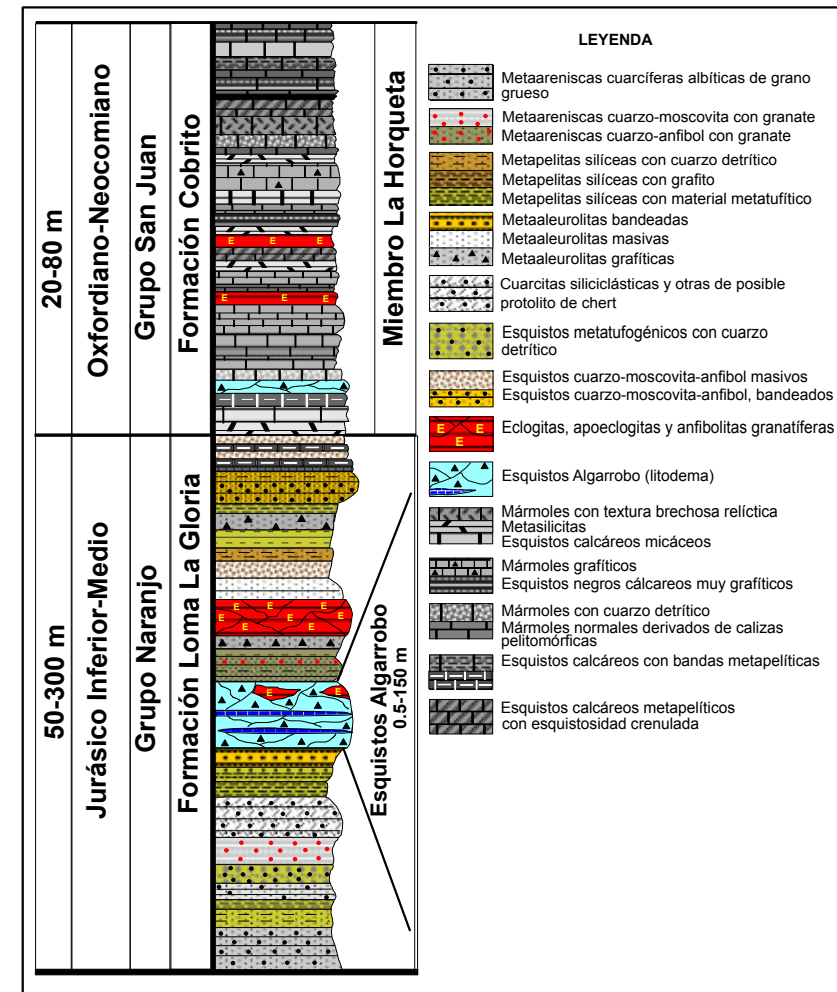 20-80 m
Oxfordiano-Neocomiano
Grupo San Juan
Formación Cobrito
Miembro La Horqueta
E E E
E E E
50-300 m
Jurásico Inferior-Medio
Grupo Naranjo
Formación Loma La Gloria
Esquistos Algarrobo
0.5-150 m
E E
E E E
E E
LEYENDA
Metaareniscas cuarcíferas albíticas de grano
grueso
Metaareniscas cuarzo-moscovita con granate
Metaareniscas cuarzo-anfibol con granate
Metapelitas silíceas con cuarzo detrítico
Metapelitas silíceas con grafito
Metapelitas silíceas con material metatufítico
Metaaleurolitas bandeadas
Metaaleurolitas masivas
Metaaleurolitas grafíticas
Cuarcitas siliciclásticas y otras de posible
protolito de chert
Esquistos metatufogénicos con cuarzo
detrítico
Esquistos cuarzo-moscovita-anfibol masivos
Esquistos cuarzo-moscovita-anfibol, bandeados
E E
E
Eclogitas, apoeclogitas y anfibolitas granatíferas
Esquistos Algarrobo (litodema)
Mármoles con textura brechosa relíctica
Metasilicitas
Esquistos calcáreos micáceos
Mármoles grafíticos
Esquistos negros cálcareos muy grafíticos
Mármoles con cuarzo detrítico
Mármoles normales derivados de calizas
pelitomórficas
Esquistos calcáreos con bandas metapelíticas
Esquistos calcáreos metapelíticos
con esquistosidad crenulada